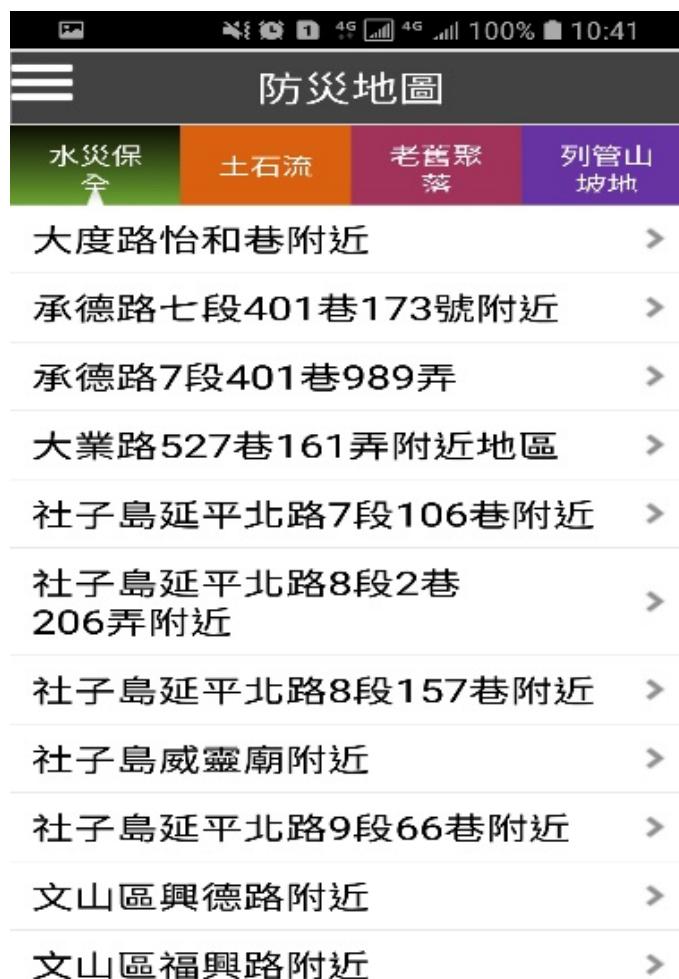 1 4G 4G 100% 10:41
防災地圖
水災保
全
土石流
老舊聚
落
列管山
坡地
大度路怡和巷附近
承德路七段401巷173號附近
承德路7段401巷989弄
大業路527巷161弄附近地區
社子島延平北路7段106巷附近
社子島延平北路8段2巷
206弄附近
社子島延平北路8段157巷附近
社子島威靈廟附近
社子島延平北路9段66巷附近
文山區興德路附近
文山區福興路附近